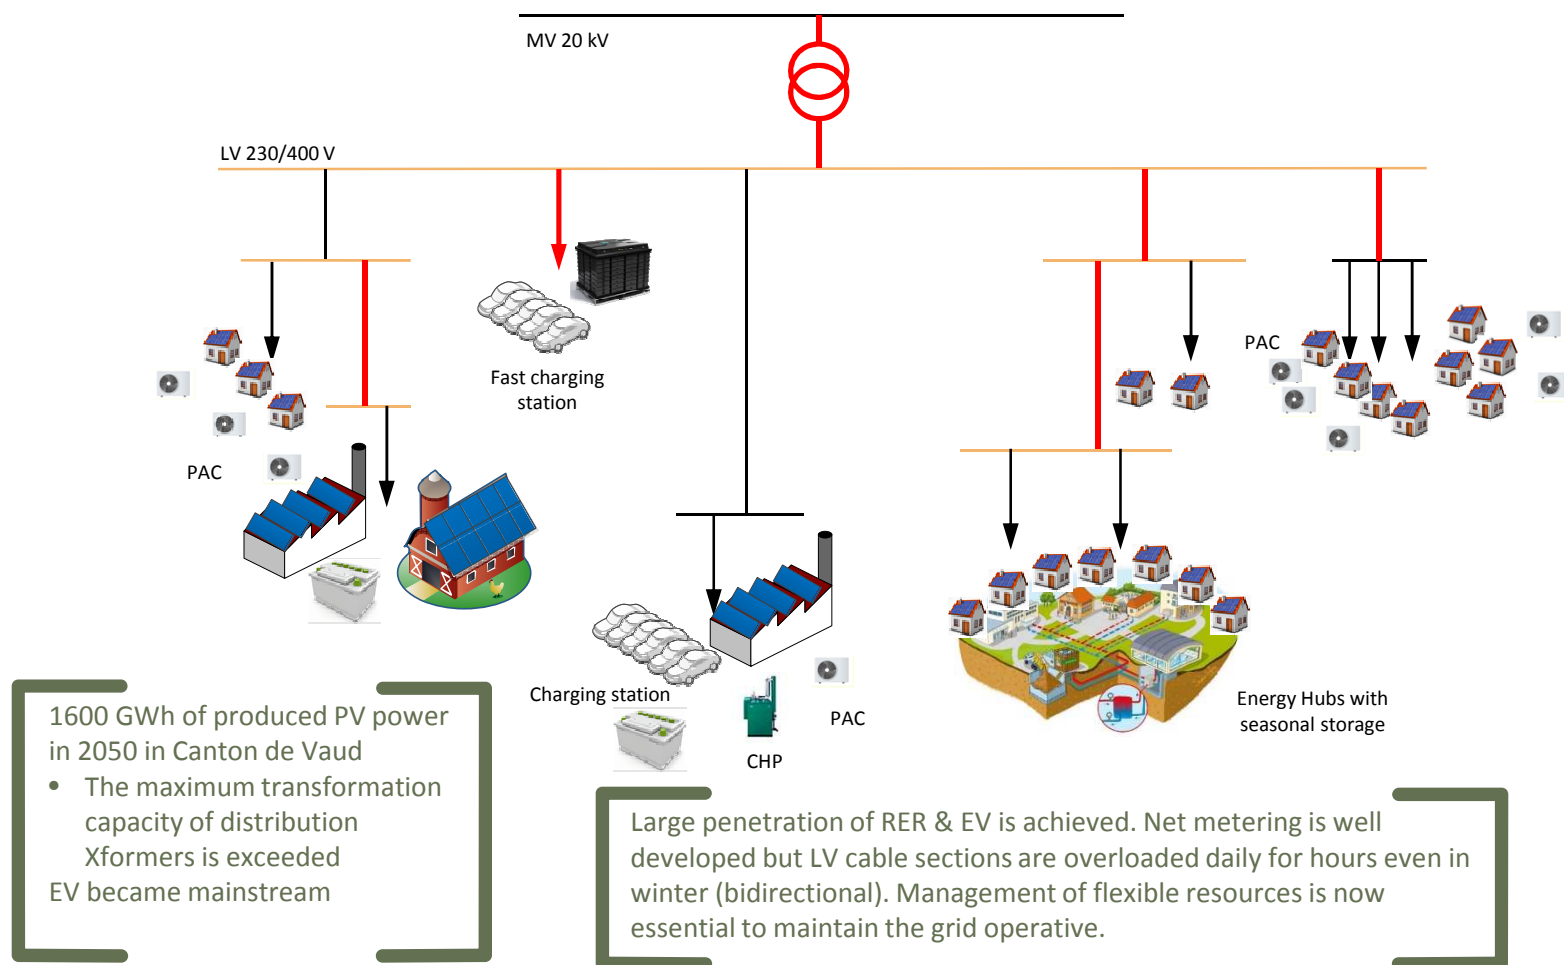 MV 20 kV
LV 230/400 V
Fast charging
station
PAC
PAC
Charging station
CHP
PAC
Energy Hubs with
seasonal storage
1600 GWh of produced PV power
in 2050 in Canton de Vaud
• The maximum transformation
capacity of distribution
Xformers is exceeded
EV became mainstream
Large penetration of RER & EV is achieved. Net metering is well
developed but LV cable sections are overloaded daily for hours even in
winter (bidirectional). Management of flexible resources is now
essential to maintain the grid operative.